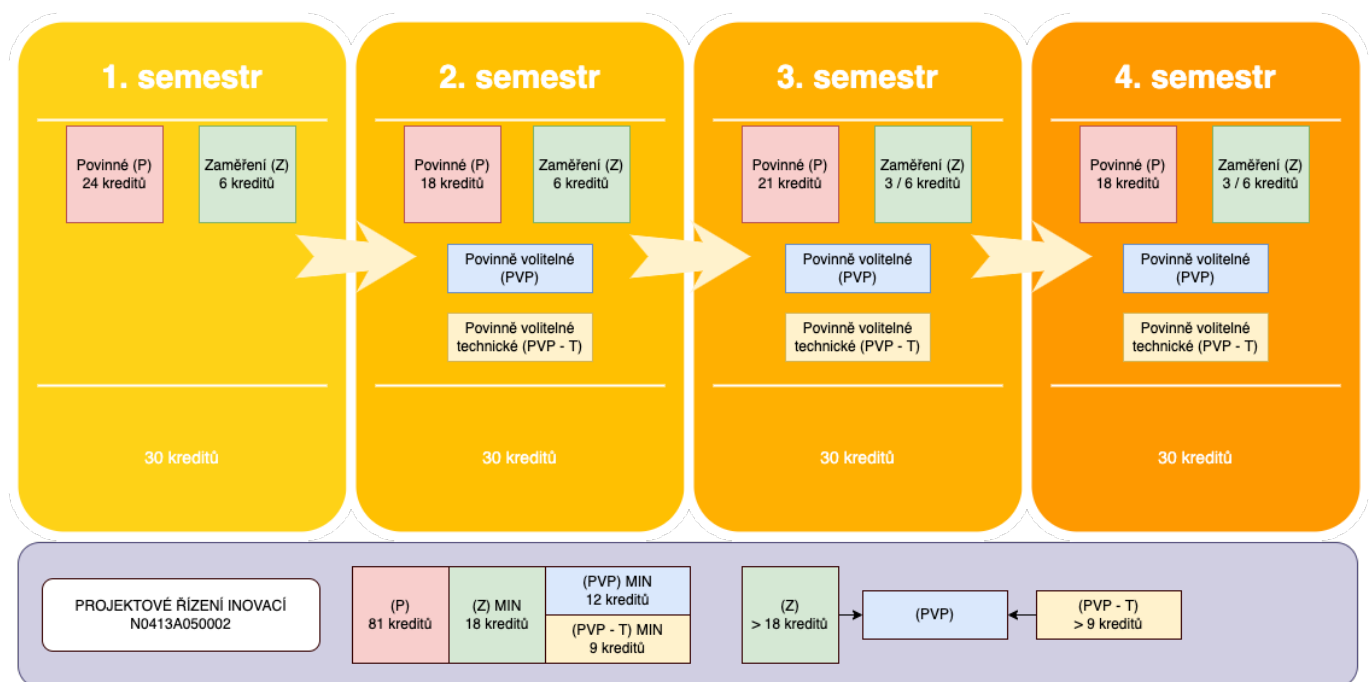 1. semestr
Povinné (P)
24 kreditů
Zaměření (Z)
6 kreditů
30 kreditů
2. semestr
Povinné (P)
18 kreditů
Zaměření (Z)
6 kreditů
Povinně volitelné
(PVP)
Povinně volitelné
technické (PVP - T)
30 kreditů
3. semestr
Povinné (P)
21 kreditů
Zaměření (Z)
3 / 6 kreditů
Povinně volitelné
(PVP)
Povinně volitelné
technické (PVP - T)
30 kreditů
4. semestr
Povinné (P)
18 kreditů
Zaměření (Z)
3 / 6 kreditů
Povinně volitelné
(PVP)
Povinně volitelné
technické (PVP - T)
30 kreditů
PROJEKTOVÉ ŘÍZENÍ INOVACÍ
N0413A050002
(P)
81 kreditů
(Z) MIN
18 kreditů
(PVP) MIN
12 kreditů
(PVP - T) MIN
9 kreditů
(Z)
> 18 kreditů
(PVP)
(PVP - T)
> 9 kreditů